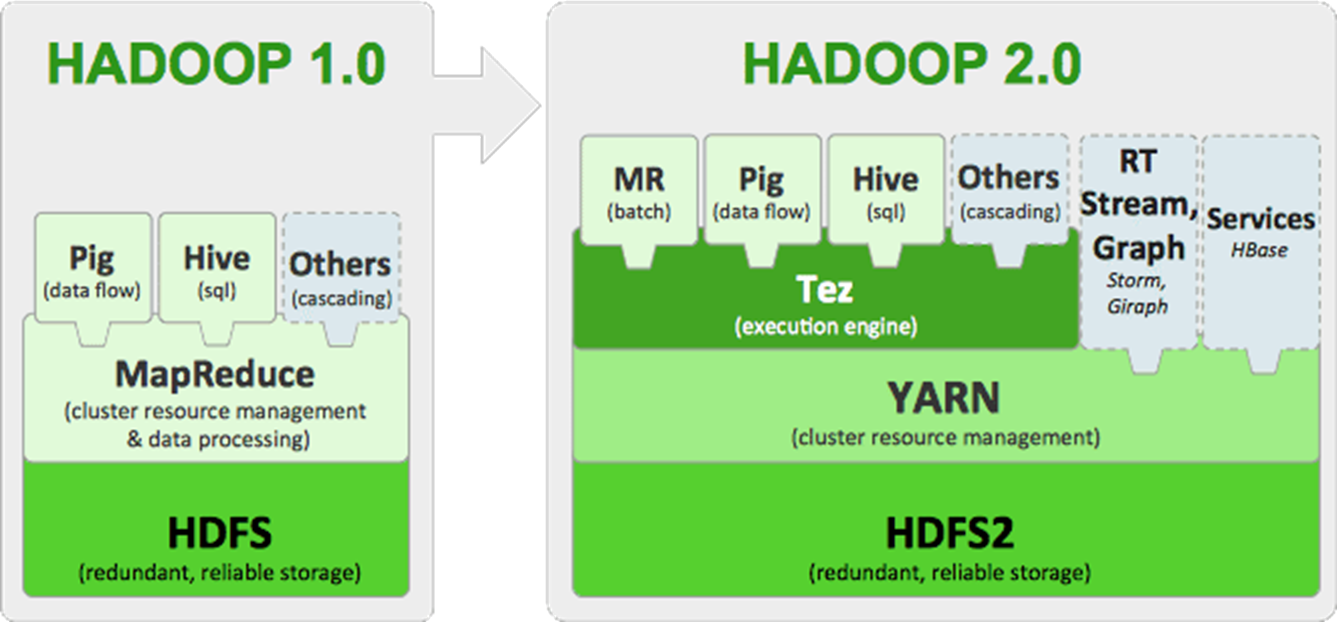 HADOOP 1.0
Pig
(data flow)
Hive
(sql)
Others
(cascading)
MapReduce
(cluster resource management
& data processing)
HDFS
(redundant, reliable storage)
HADOOP 2.0
MR
(batch)
Pig
(data flow)
Hive
(sql)
Others
(cascading)
RT
Stream,
Graph
Storm,
Giraph
Services
HBase
Tez
(execution engine)
YARN
(cluster resource management)
HDFS2
(redundant, reliable storage)